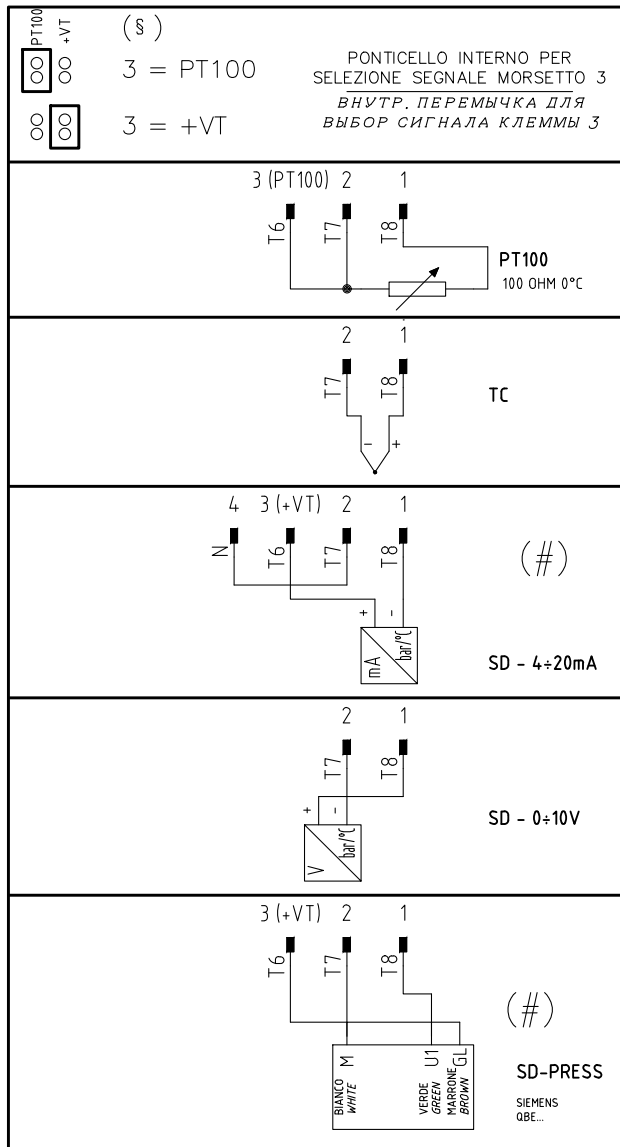 PT100 +VT
(§)
3 = PT100
3 = +VT
PONTICELLO INTERNO PER
SELEZIONE SEGNALE MORSETTO 3
ВНУТР. ПЕРЕМЫЧКА ДЛЯ
ВЫБОР СИГНАЛА КЛЕММЫ 3
3 (PT100) 2 1
T6 T7 T8
PT100
100 OHM 0°C
2 1
T7 T8
TC
- +
4 3 (+VT) 2 1
N T6 T7 T8
(#)
+ -
mA bar/°C
SD - 4÷20mA
2 1
T7 T8
+ -
V bar/°C
SD - 0÷10V
3 (+VT) 2 1
T6 T7 T8
(#)
M U1 GL
BIANCO VERDE MARRONE
WHITE GREEN BROWN
SD-PRESS
SIEMENS
QBE...